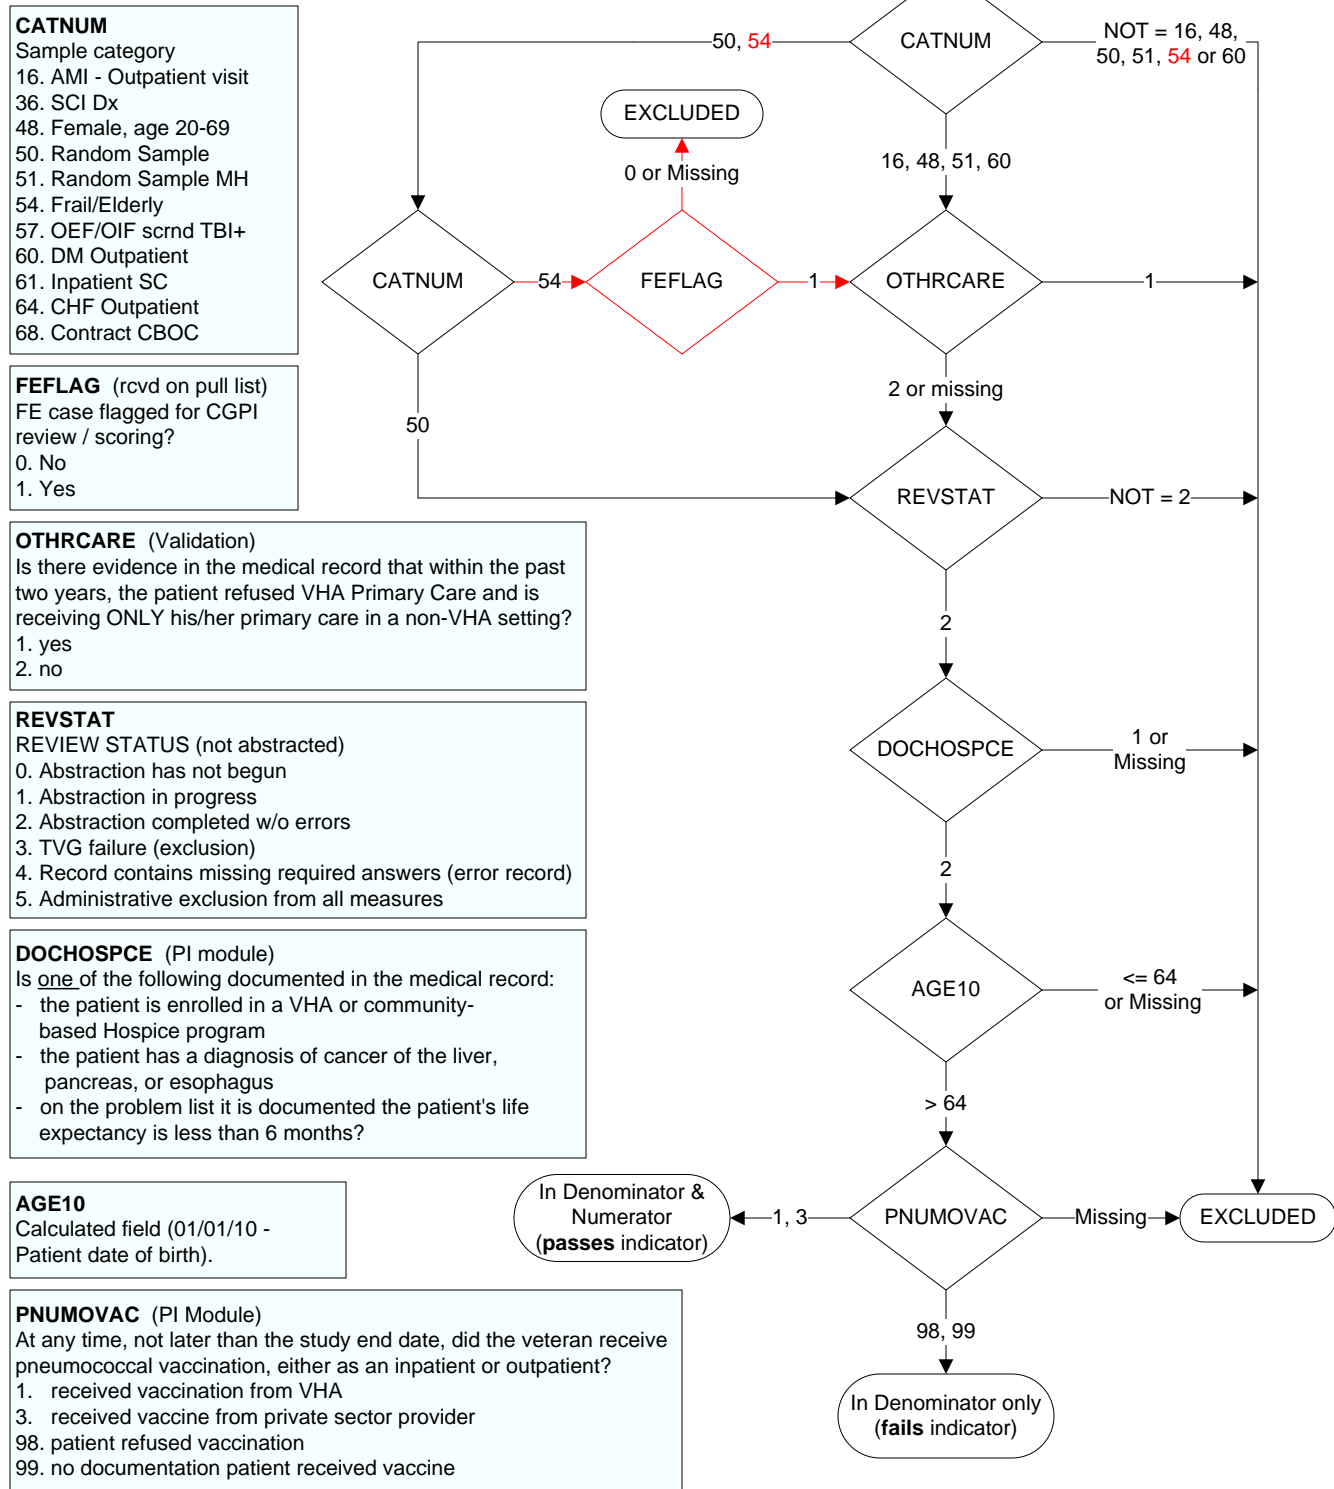 CATNUM
Sample category
16. AMI - Outpatient visit
36. SCI Dx
48. Female, age 20-69
50. Random Sample
51. Random Sample MH
54. Frail/Elderly
57. OEF/OIF scrnd TBI+
60. DM Outpatient
61. Inpatient SC
64. CHF Outpatient
68. Contract CBOC
FEFLAG (rcvd on pull list)
FE case flagged for CGPI
review / scoring?
0. No
1. Yes
OTHRCARE (Validation)
Is there evidence in the medical record that within the past
two years, the patient refused VHA Primary Care and is
receiving ONLY his/her primary care in a non-VHA setting?
1. yes
2. no
REVSTAT
REVIEW STATUS (not abstracted)
0. Abstraction has not begun
1. Abstraction in progress
2. Abstraction completed w/o errors
3. TVG failure (exclusion)
4. Record contains missing required answers (error record)
5. Administrative exclusion from all measures
DOCHOSPCE (PI module)
Is one of the following documented in the medical record:
- the patient is enrolled in a VHA or community-
based Hospice program
- the patient has a diagnosis of cancer of the liver,
pancreas, or esophagus
- on the problem list it is documented the patient's life
expectancy is less than 6 months?
AGE10
Calculated field (01/01/10 -
Patient date of birth).
PNUMOVAC (PI Module)
At any time, not later than the study end date, did the veteran receive
pneumococcal vaccination, either as an inpatient or outpatient?
1. received vaccination from VHA
3. received vaccine from private sector provider
98. patient refused vaccination
99. no documentation patient received vaccine
50, 54
CATNUM
NOT = 16, 48,
50, 51, 54 or 60
EXCLUDED
0 or Missing
16, 48, 51, 60
CATNUM
54
FEFLAG
1
OTHRCARE
1
2 or missing
50
REVSTAT
NOT = 2
2
DOCHOSPCE
1 or
Missing
2
AGE10
<= 64
or Missing
> 64
In Denominator &
Numerator
(passes indicator)
1, 3
PNUMOVAC
Missing
EXCLUDED
98, 99
In Denominator only
(fails indicator)